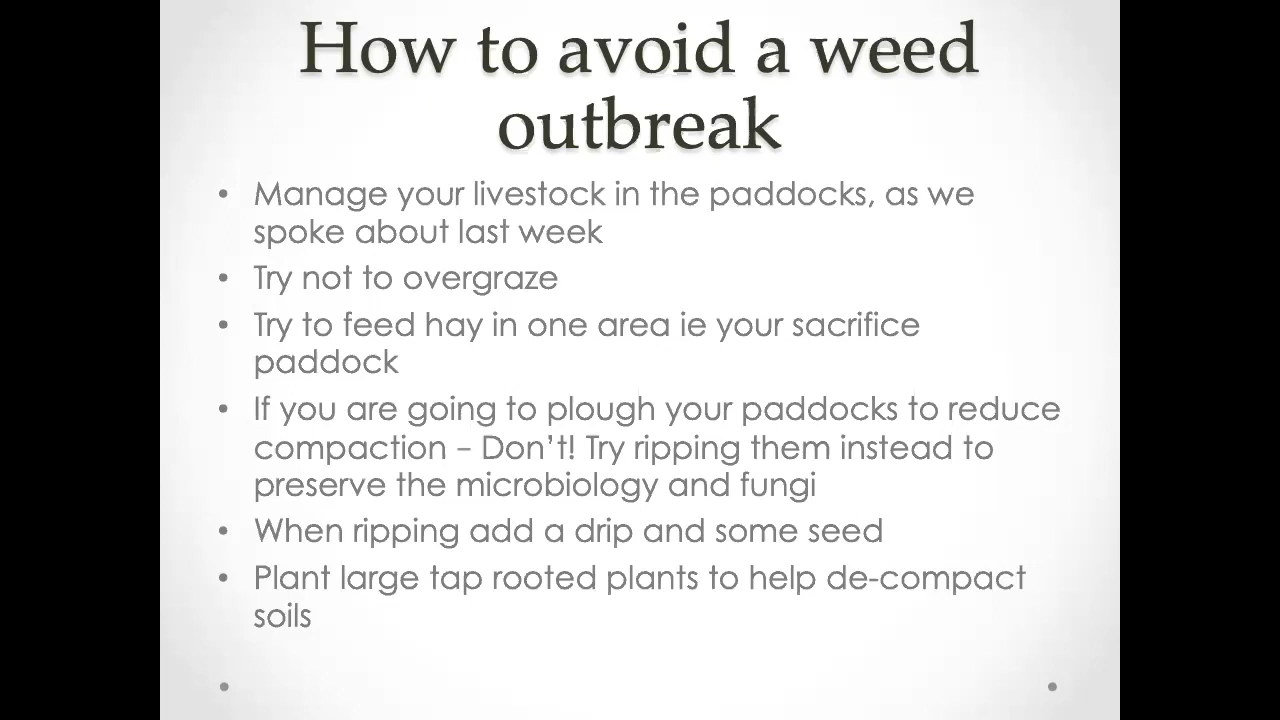 How to avoid a weed
outbreak
• Manage your livestock in the paddocks, as we
spoke about last week
• Try not to overgraze
• Try to feed hay in one area ie your sacrifice
paddock
• If you are going to plough your paddocks to reduce
compaction – Don’t! Try ripping them instead to
preserve the microbiology and fungi
• When ripping add a drip and some seed
• Plant large tap rooted plants to help de-compact
soils